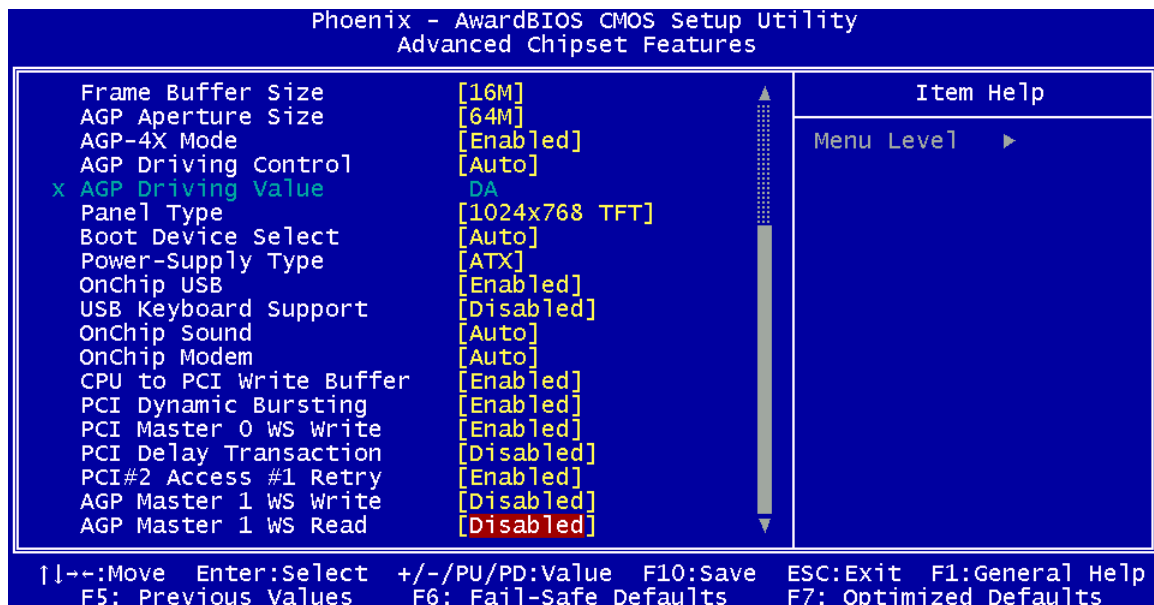 Phoenix - AwardBIOS CMOS Setup Utility
Advanced Chipset Features
Frame Buffer Size [16M]
AGP Aperture Size [64M]
AGP-4X Mode [Enabled]
AGP Driving Control [Auto]
x AGP Driving Value DA
Panel Type [1024x768 TFT]
Boot Device Select [Auto]
Power-Supply Type [ATX]
OnChip USB [Enabled]
USB Keyboard Support [Disabled]
OnChip Sound [Auto]
OnChip Modem [Auto]
CPU to PCI Write Buffer [Enabled]
PCI Dynamic Bursting [Enabled]
PCI Master 0 WS Write [Enabled]
PCI Delay Transaction [Disabled]
PCI#2 Access #1 Retry [Enabled]
AGP Master 1 WS Write [Disabled]
AGP Master 1 WS Read [Disabled]
Item Help
Menu Level ▶
↑↓→←:Move Enter:Select +/-/PU/PD:Value F10:Save ESC:Exit F1:General Help
F5: Previous Values F6: Fail-Safe Defaults F7: Optimized Defaults